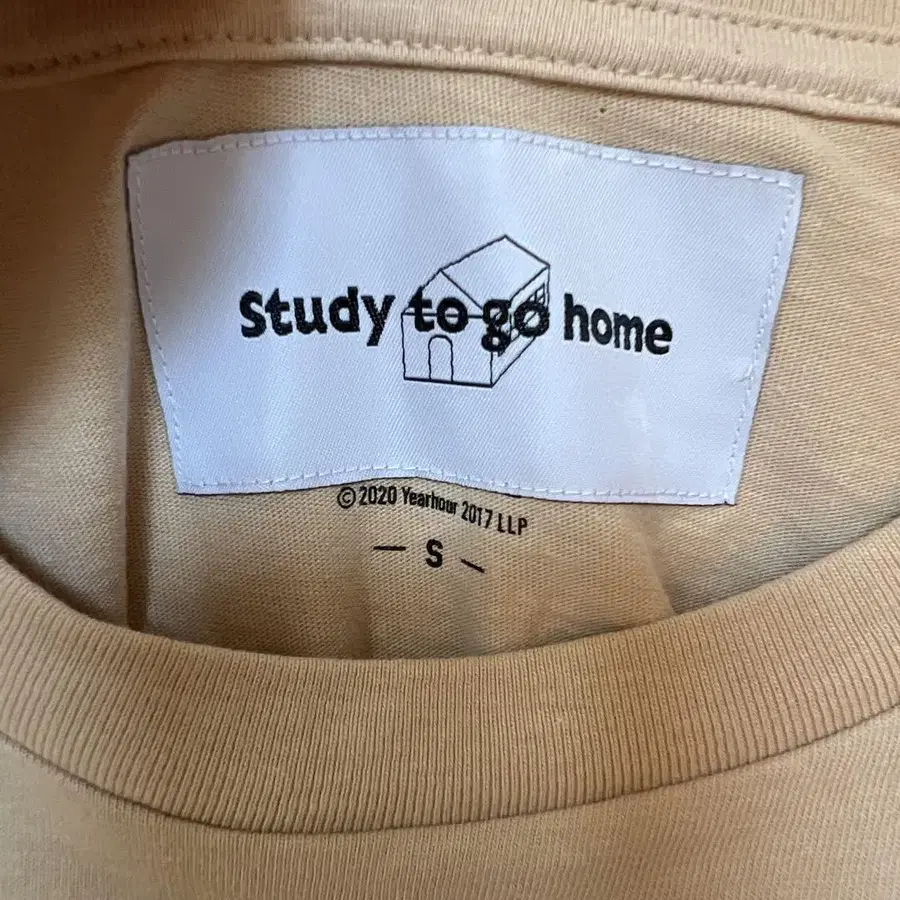 Study to go home
© 2020 Yearhour 2017 LLP
— S —